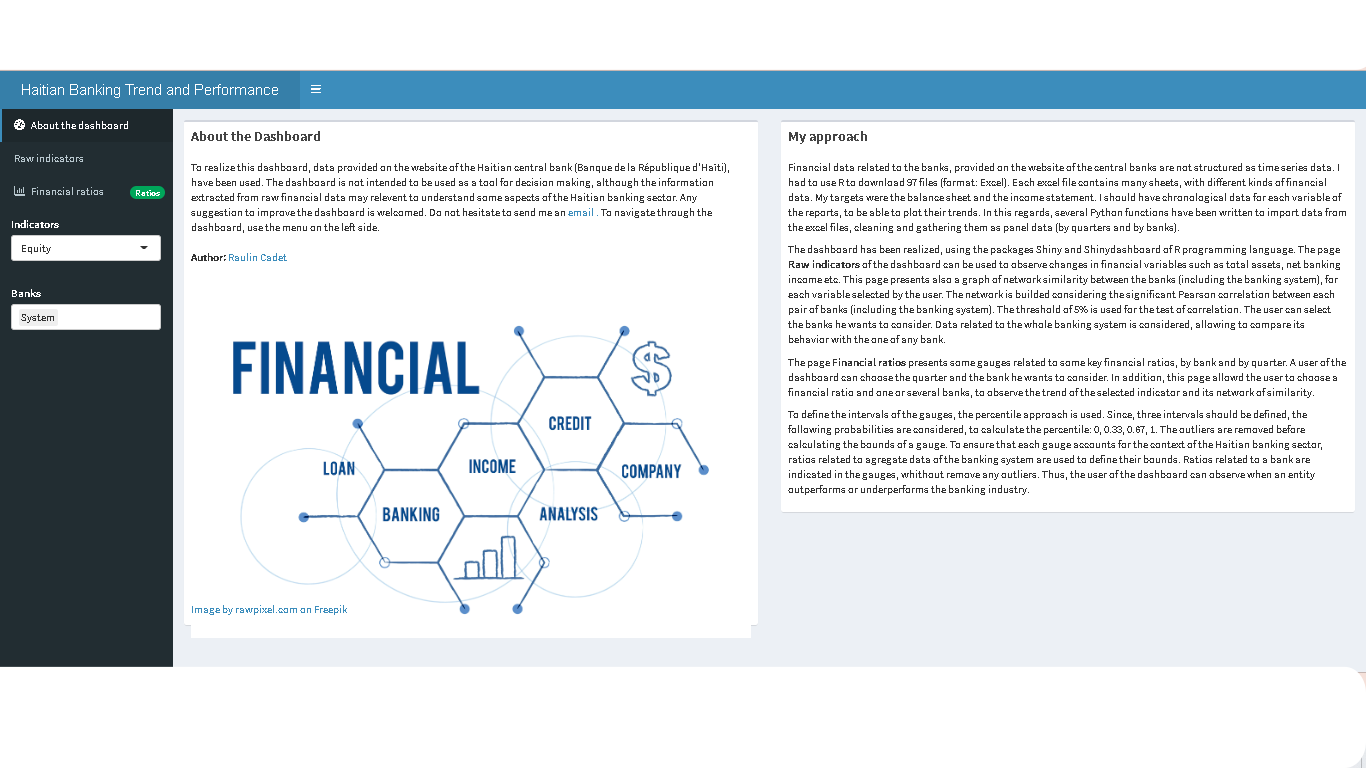 Haitian Banking Trend and Performance
About the dashboard
Raw indicators
Financial ratios
Ratios
Indicators
Equity
Banks
System
About the Dashboard
To realize this dashboard, data provided on the website of the Haitian central bank (Banque de la République d'Haïti),
have been used. The dashboard is not intended to be used as a tool for decision making, although the information
extracted from raw financial data may relevent to understand some aspects of the Haitian banking sector. Any
suggestion to improve the dashboard is welcomed. Do not hesitate to send me an email . To navigate through the
dashboard, use the menu on the left side.
Author: Raulin Cadet
FINANCIAL
$
CREDIT
LOAN
INCOME
COMPANY
BANKING
ANALYSIS
Image by rawpixel.com on Freepik
My approach
Financial data related to the banks, provided on the website of the central banks are not structured as time series data. I
had to use R to download 97 files (format: Excel). Each excel file contains many sheets, with different kinds of financial
data. My targets were the balance sheet and the income statement. I should have chronological data for each variable of
the reports, to be able to plot their trends. In this regards, several Python functions have been written to import data from
the excel files, cleaning and gathering them as panel data (by quarters and by banks).
The dashboard has been realized, using the packages Shiny and Shinydashboard of R programming language. The page
Raw indicators of the dashboard can be used to observe changes in financial variables such as total assets, net banking
income etc. This page presents also a graph of network similarity between the banks (including the banking system), for
each variable selected by the user. The network is builded considering the significant Pearson correlation between each
pair of banks (including the banking system). The threshold of 5% is used for the test of correlation. The user can select
the banks he wants to consider. Data related to the whole banking system is considered, allowing to compare its
behavior with the one of any bank.
The page Financial ratios presents some gauges related to some key financial ratios, by bank and by quarter. A user of the
dashboard can choose the quarter and the bank he wants to consider. In addition, this page allowd the user to choose a
financial ratio and one or several banks, to observe the trend of the selected indicator and its network of similarity.
To define the intervals of the gauges, the percentile approach is used. Since, three intervals should be defined, the
following probabilities are considered, to calculate the percentile: 0, 0.33, 0.67, 1. The outliers are removed before
calculating the bounds of a gauge. To ensure that each gauge accounts for the context of the Haitian banking sector,
ratios related to agregate data of the banking system are used to define their bounds. Ratios related to a bank are
indicated in the gauges, whithout remove any outliers. Thus, the user of the dashboard can observe when an entity
outperforms or underperforms the banking industry.